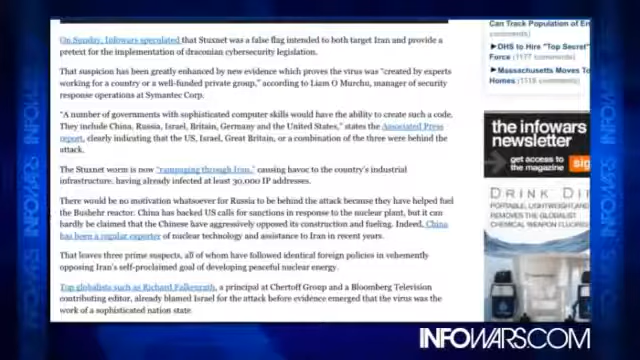 On Sunday, Infowars speculated that Stuxnet was a false flag intended to both target Iran and provide a
pretext for the implementation of draconian cybersecurity legislation.
That suspicion has been greatly enhanced by new evidence which proves the virus was "created by experts
working for a country or a well-funded private group," according to Liam O Murchu, manager of security
response operations at Symantec Corp.
"A number of governments with sophisticated computer skills would have the ability to create such a code.
They include China, Russia, Israel, Britain, Germany and the United States," states the Associated Press
report, clearly indicating that the US, Israel, Great Britain, or a combination of the three were behind the
attack.
The Stuxnet worm is now "rampaging through Iran," causing havoc to the country's industrial
infrastructure, having already infected at least 30,000 IP addresses.
There would be no motivation whatsoever for Russia to be behind the attack because they have helped fuel
the Bushehr reactor. China has backed US calls for sanctions in response to the nuclear plant, but it can
hardly be claimed that the Chinese have aggressively opposed its construction and fueling. Indeed, China
has been a regular exporter of nuclear technology and assistance to Iran in recent years.
That leaves three prime suspects, all of whom have followed identical foreign policies in vehemently
opposing Iran's self-proclaimed goal of developing peaceful nuclear energy.
Top globalists such as Richard Falkenrath, a principal at Chertoff Group and a Bloomberg Television
contributing editor, already blamed Israel for the attack before evidence emerged that the virus was the
work of a sophisticated nation state.
Can Track Population of En
comments)
DHS to Hire "Top Secret"
Force (1177 comments)
Massachusetts Moves To
Homes (1118 comments)
the infowars
newsletter
get access to
the magazine
sig
DRINK DI
PORTABLE, LIGHTWEIGHT AND
REMOVES THE GLOBALIST
CHEMICAL WEAPON FLUORI
INFOWARS
INFOWARS
INFOWARS.COM